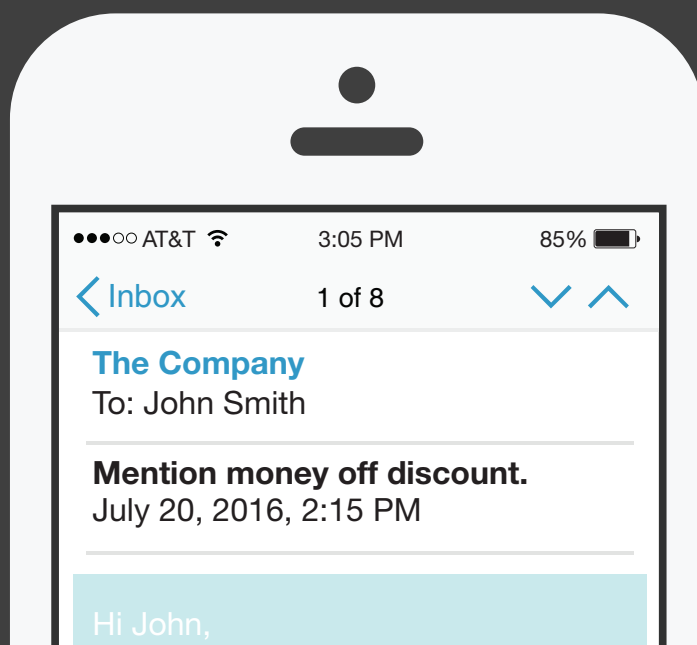 AT&T 3:05 PM 85%
Inbox 1 of 8
The Company
To: John Smith
Mention money off discount.
July 20, 2016, 2:15 PM
Hi John,